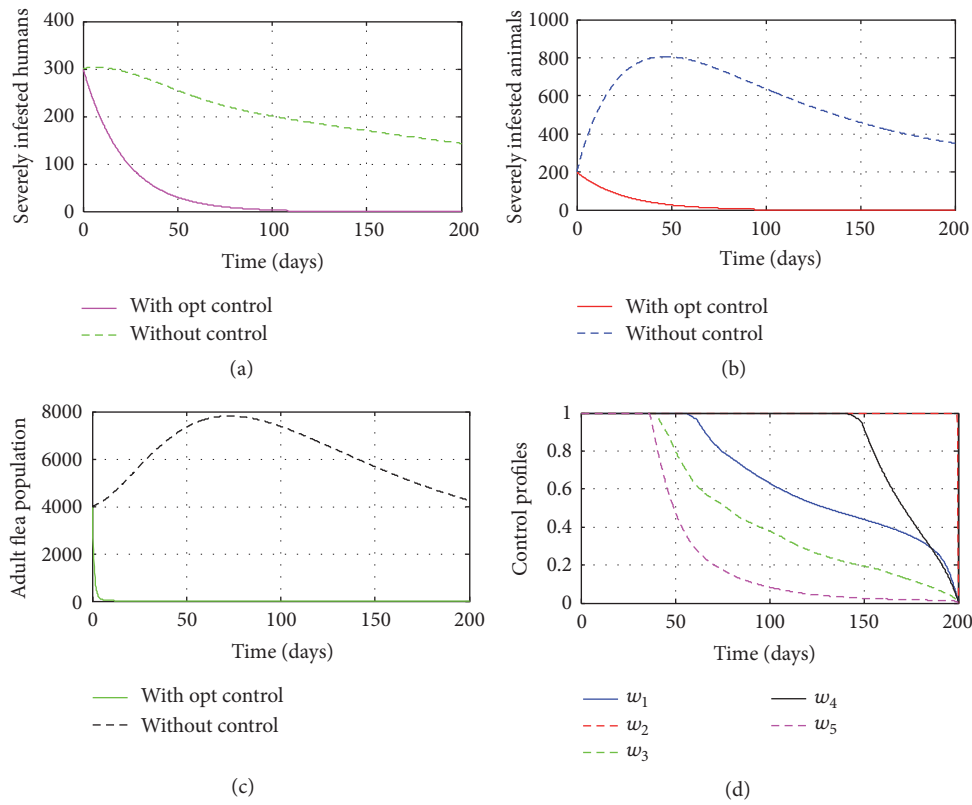 400
300
200
100
0
Severely infested humans
0 50 100 150 200
Time (days)
With opt control
Without control
(a)
1000
800
600
400
200
0
Severely infested animals
0 50 100 150 200
Time (days)
With opt control
Without control
(b)
8000
6000
4000
2000
0
Adult flea population
0 50 100 150 200
Time (days)
With opt control
Without control
(c)
1
0.8
0.6
0.4
0.2
0
Control profiles
0 50 100 150 200
Time (days)
w₁ w₄
w₂ w₅
w₃
(d)